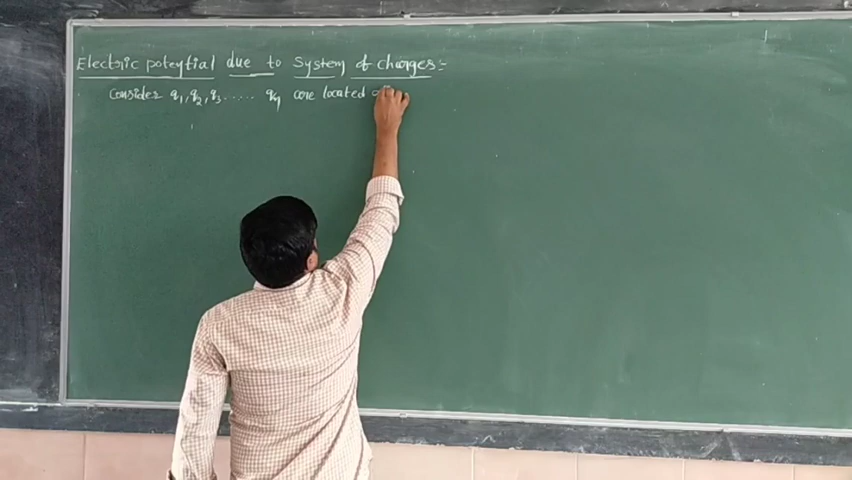 Electric potential due to System of charges:-
Consider q1, q2, q3...... qn are located